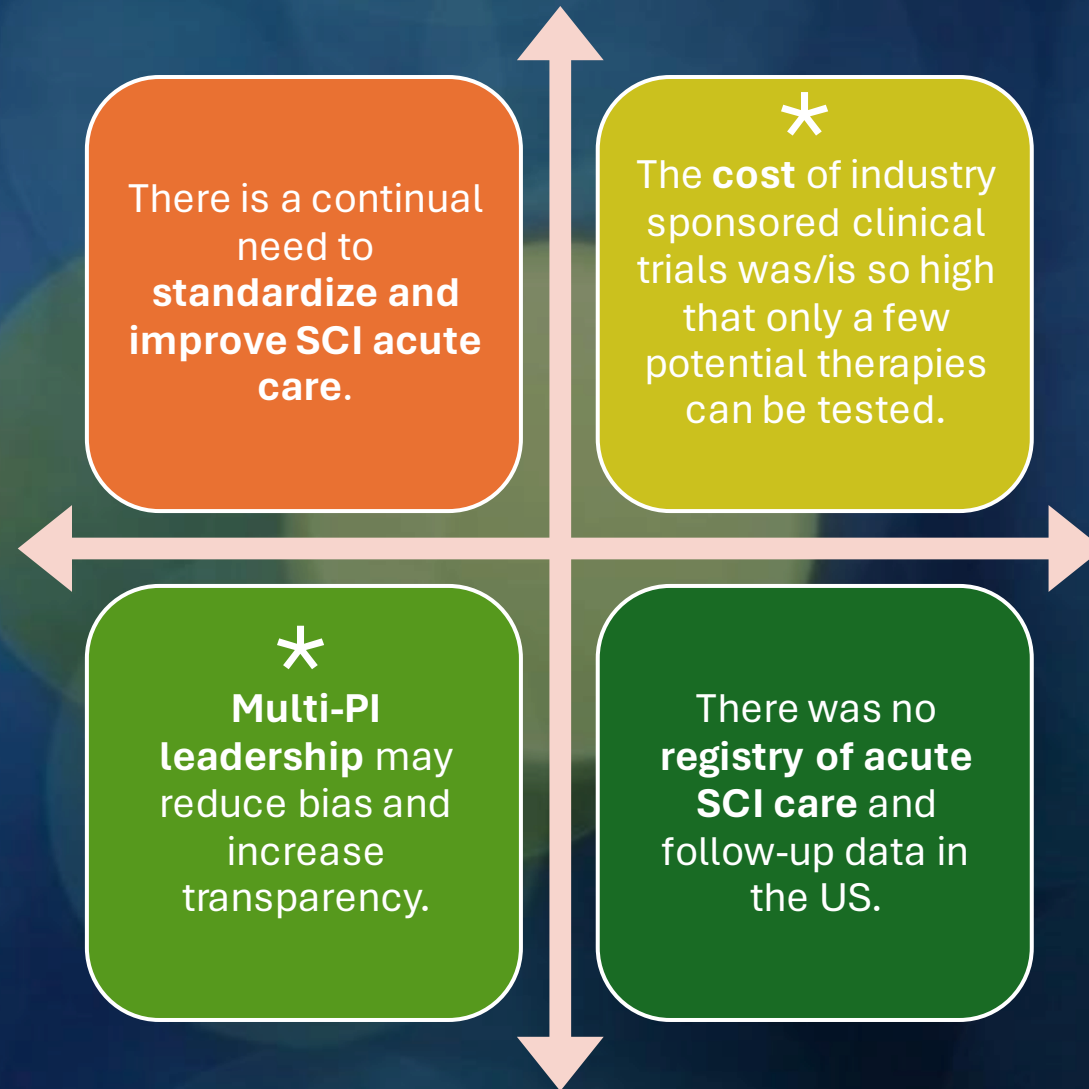 There is a continual
need to
standardize and
improve SCI acute
care.
*
The cost of industry
sponsored clinical
trials was/is so high
that only a few
potential therapies
can be tested.
*
Multi-PI
leadership may
reduce bias and
increase
transparency.
There was no
registry of acute
SCI care and
follow-up data in
the US.